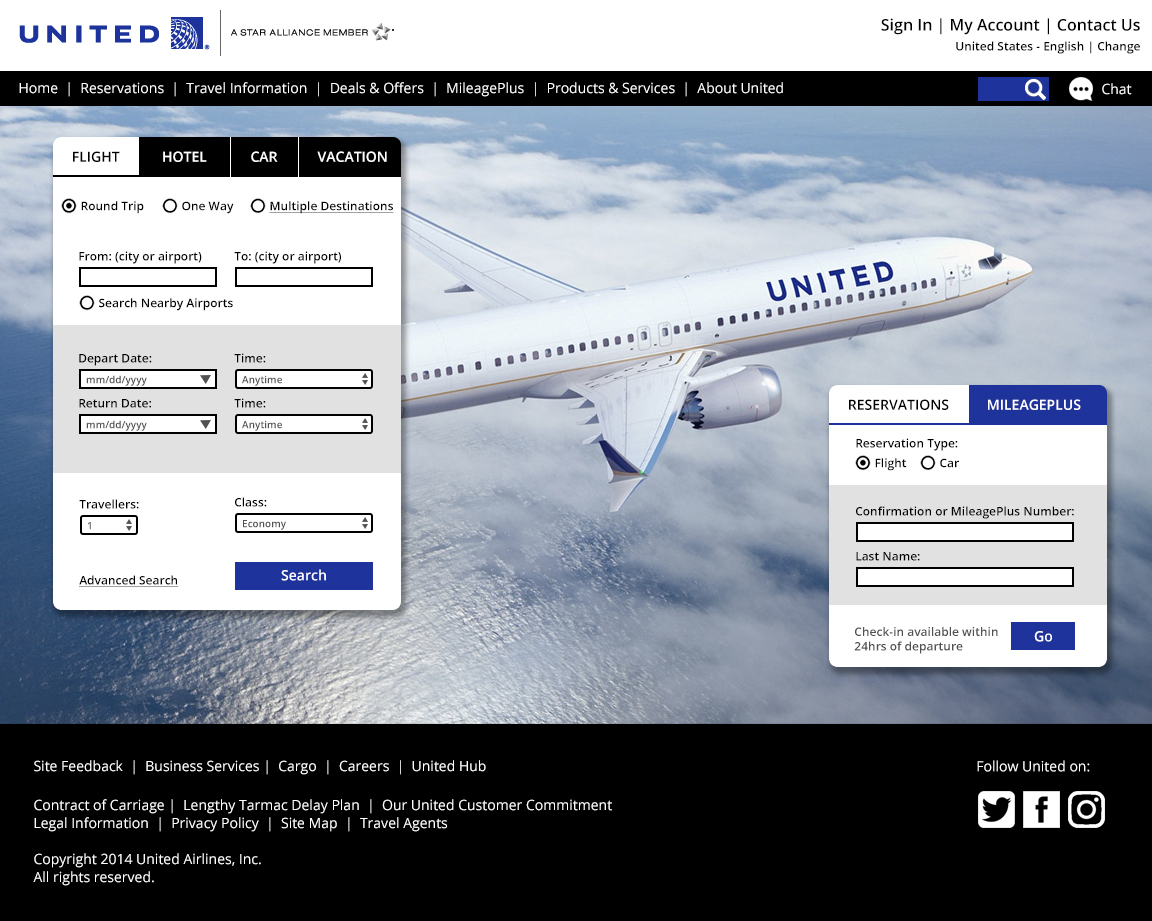 UNITED
A STAR ALLIANCE MEMBER
Sign In | My Account | Contact Us
United States - English | Change
Home | Reservations | Travel Information | Deals & Offers | MileagePlus | Products & Services | About United
Chat
FLIGHT HOTEL CAR VACATION
Round Trip One Way Multiple Destinations
From: (city or airport) To: (city or airport)
Search Nearby Airports
Depart Date: Time:
mm/dd/yyyy Anytime
Return Date: Time:
mm/dd/yyyy Anytime
Travellers: Class:
1 Economy
Advanced Search Search
UNITED
RESERVATIONS MILEAGEPLUS
Reservation Type:
Flight Car
Confirmation or MileagePlus Number:
Last Name:
Check-in available within
24hrs of departure
Go
Site Feedback | Business Services | Cargo | Careers | United Hub
Contract of Carriage | Lengthy Tarmac Delay Plan | Our United Customer Commitment
Legal Information | Privacy Policy | Site Map | Travel Agents
Copyright 2014 United Airlines, Inc.
All rights reserved.
Follow United on: